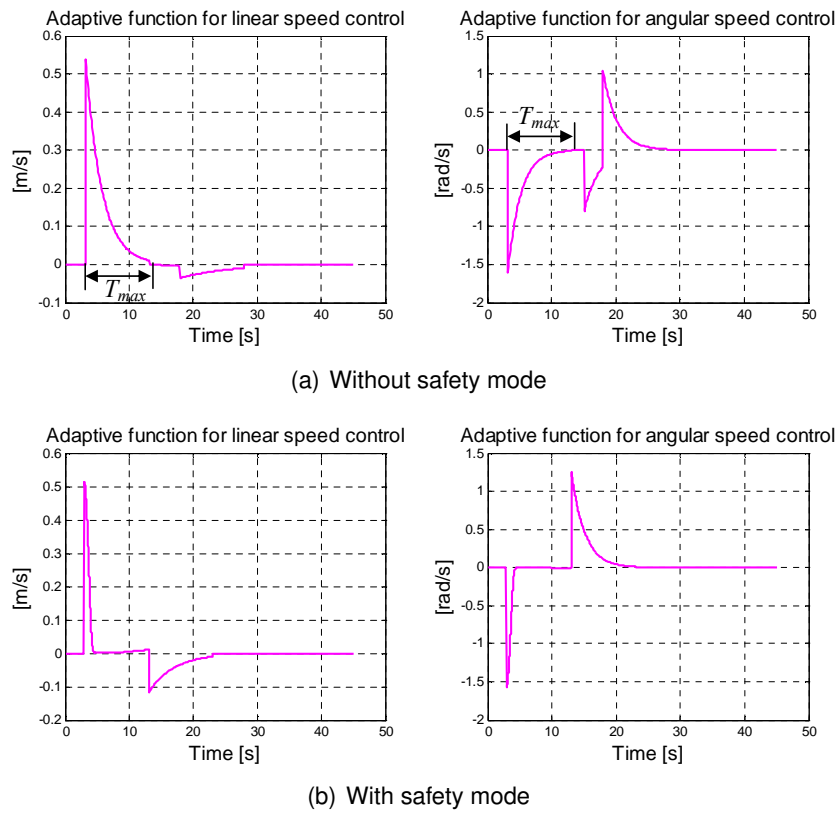 Adaptive function for linear speed control
0.6
0.5
0.4
0.3
0.2
0.1
0
-0.1
[m/s]
T_max
0 10 20 30 40 50
Time [s]
Adaptive function for angular speed control
1.5
1
0.5
0
-0.5
-1
-1.5
-2
[rad/s]
T_max
0 10 20 30 40 50
Time [s]
(a) Without safety mode
Adaptive function for linear speed control
0.6
0.5
0.4
0.3
0.2
0.1
0
-0.1
-0.2
[m/s]
0 10 20 30 40 50
Time [s]
Adaptive function for angular speed control
1.5
1
0.5
0
-0.5
-1
-1.5
-2
[rad/s]
0 10 20 30 40 50
Time [s]
(b) With safety mode